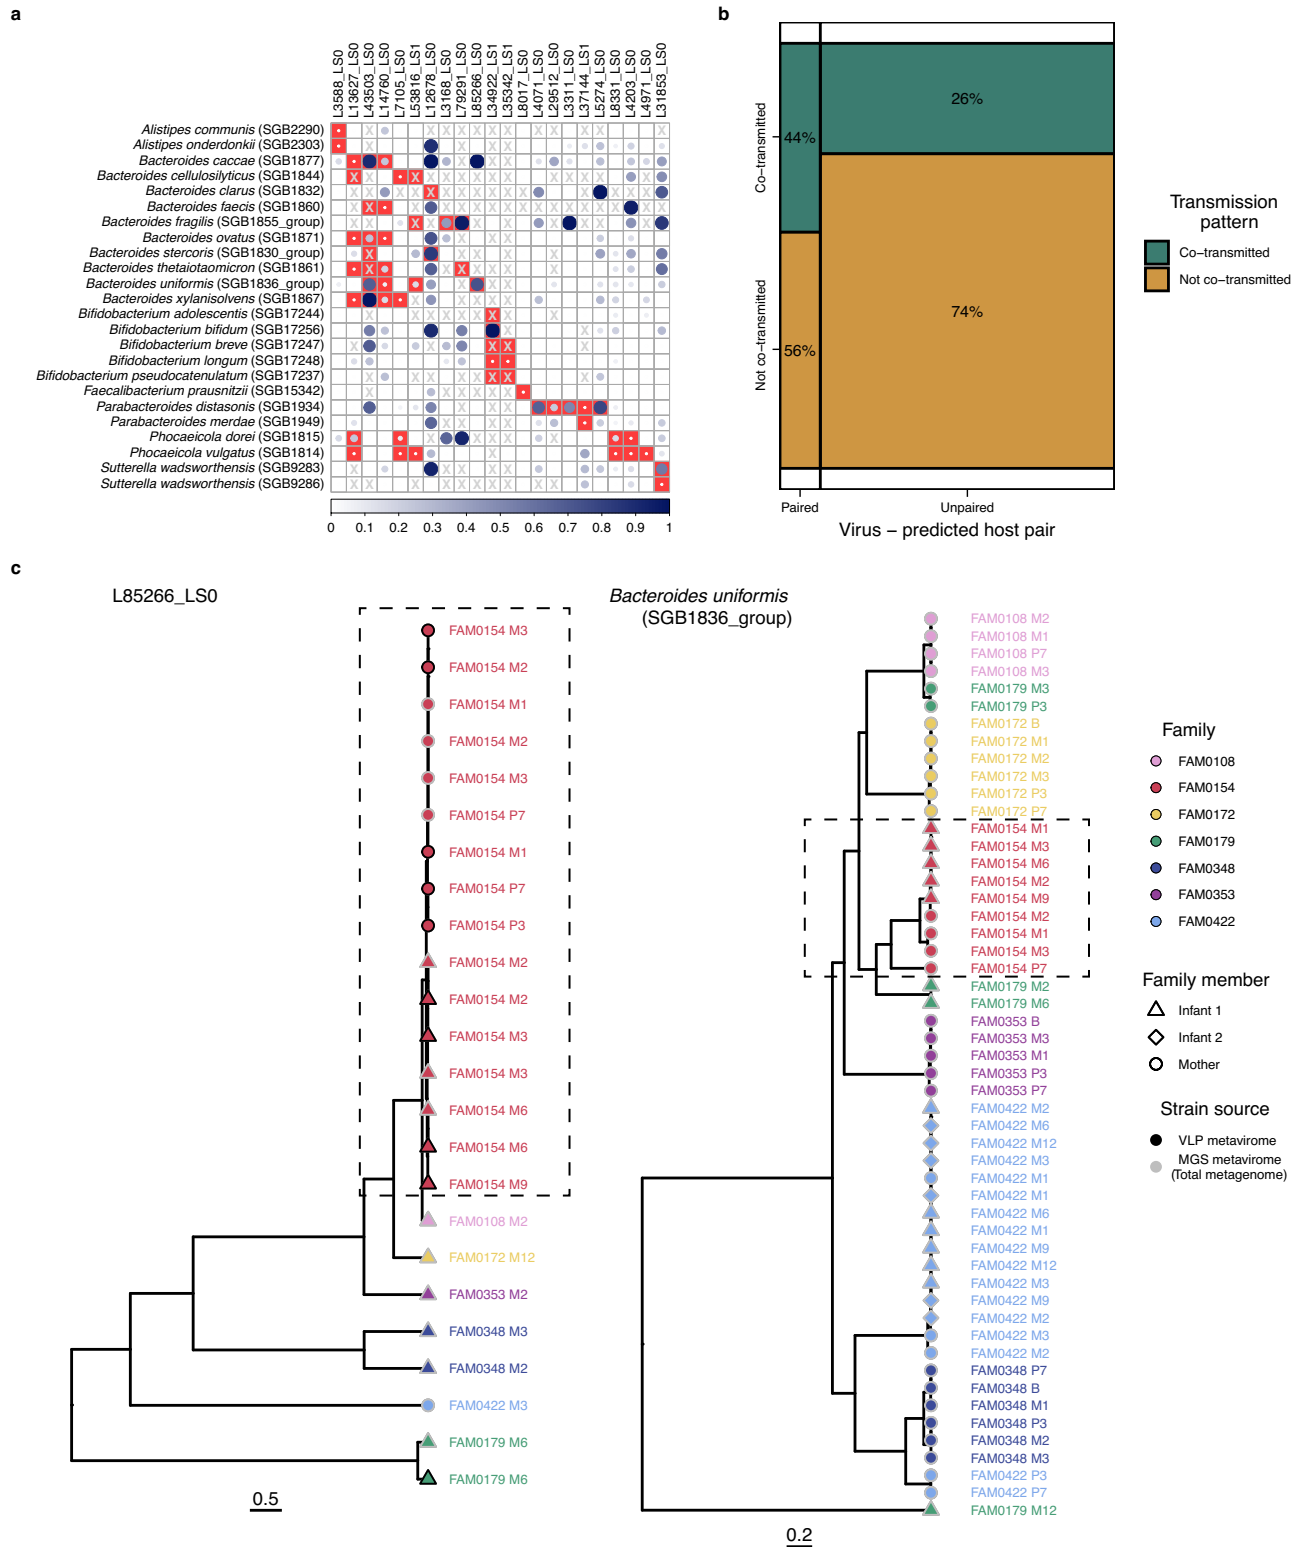 a
L3588_LS0
L13627_LS0
L43503_LS0
L14760_LS0
L7105_LS0
L53816_LS1
L12678_LS0
L3168_LS0
L79291_LS0
L85266_LS0
L34922_LS1
L35342_LS1
L8017_LS0
L4071_LS0
L29512_LS0
L3311_LS0
L37144_LS1
L5274_LS0
L8331_LS0
L4203_LS0
L4971_LS0
L31853_LS0
Alistipes communis (SGB2290)
Alistipes onderdonkii (SGB2303)
Bacteroides caccae (SGB1877)
Bacteroides cellulosilyticus (SGB1844)
Bacteroides clarus (SGB1832)
Bacteroides faecis (SGB1860)
Bacteroides fragilis (SGB1855_group)
Bacteroides ovatus (SGB1871)
Bacteroides stercoris (SGB1830_group)
Bacteroides thetaiotaomicron (SGB1861)
Bacteroides uniformis (SGB1836_group)
Bacteroides xylanisolvens (SGB1867)
Bifidobacterium adolescentis (SGB17244)
Bifidobacterium bifidum (SGB17256)
Bifidobacterium breve (SGB17247)
Bifidobacterium longum (SGB17248)
Bifidobacterium pseudocatenulatum (SGB17237)
Faecalibacterium prausnitzii (SGB15342)
Parabacteroides distasonis (SGB1934)
Parabacteroides merdae (SGB1949)
Phocaeicola dorei (SGB1815)
Phocaeicola vulgatus (SGB1814)
Sutterella wadsworthensis (SGB9283)
Sutterella wadsworthensis (SGB9286)
0 0.1 0.2 0.3 0.4 0.5 0.6 0.7 0.8 0.9 1
b
Co−transmitted
Not co−transmitted
44%
26%
56%
74%
Paired
Unpaired
Virus − predicted host pair
Transmission
pattern
Co−transmitted
Not co−transmitted
c
L85266_LS0
FAM0154 M3
FAM0154 M2
FAM0154 M1
FAM0154 M2
FAM0154 M3
FAM0154 P7
FAM0154 M1
FAM0154 P7
FAM0154 P3
FAM0154 M2
FAM0154 M2
FAM0154 M3
FAM0154 M3
FAM0154 M6
FAM0154 M6
FAM0154 M9
FAM0108 M2
FAM0172 M12
FAM0353 M2
FAM0348 M3
FAM0348 M2
FAM0422 M3
FAM0179 M6
FAM0179 M6
0.5
Bacteroides uniformis
(SGB1836_group)
FAM0108 M2
FAM0108 M1
FAM0108 P7
FAM0108 M3
FAM0179 M3
FAM0179 P3
FAM0172 B
FAM0172 M1
FAM0172 M2
FAM0172 M3
FAM0172 P3
FAM0172 P7
FAM0154 M1
FAM0154 M3
FAM0154 M6
FAM0154 M2
FAM0154 M9
FAM0154 M2
FAM0154 M1
FAM0154 M3
FAM0154 P7
FAM0179 M2
FAM0179 M6
FAM0353 B
FAM0353 M3
FAM0353 M1
FAM0353 P3
FAM0353 P7
FAM0422 M2
FAM0422 M6
FAM0422 M12
FAM0422 M3
FAM0422 M1
FAM0422 M1
FAM0422 M6
FAM0422 M1
FAM0422 M9
FAM0422 M12
FAM0422 M3
FAM0422 M9
FAM0422 M2
FAM0422 M3
FAM0422 M2
FAM0348 P7
FAM0348 B
FAM0348 M1
FAM0348 P3
FAM0348 M2
FAM0348 M3
FAM0422 P3
FAM0422 P7
FAM0179 M12
0.2
Family
FAM0108
FAM0154
FAM0172
FAM0179
FAM0348
FAM0353
FAM0422
Family member
Infant 1
Infant 2
Mother
Strain source
VLP metavirome
MGS metavirome
(Total metagenome)